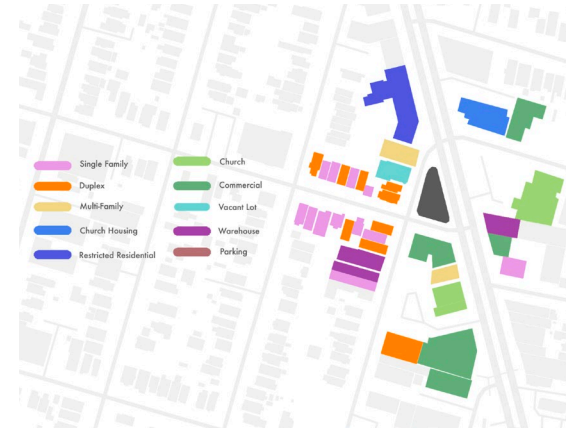 Single Family
Duplex
Multi-Family
Church Housing
Restricted Residential
Church
Commercial
Vacant Lot
Warehouse
Parking